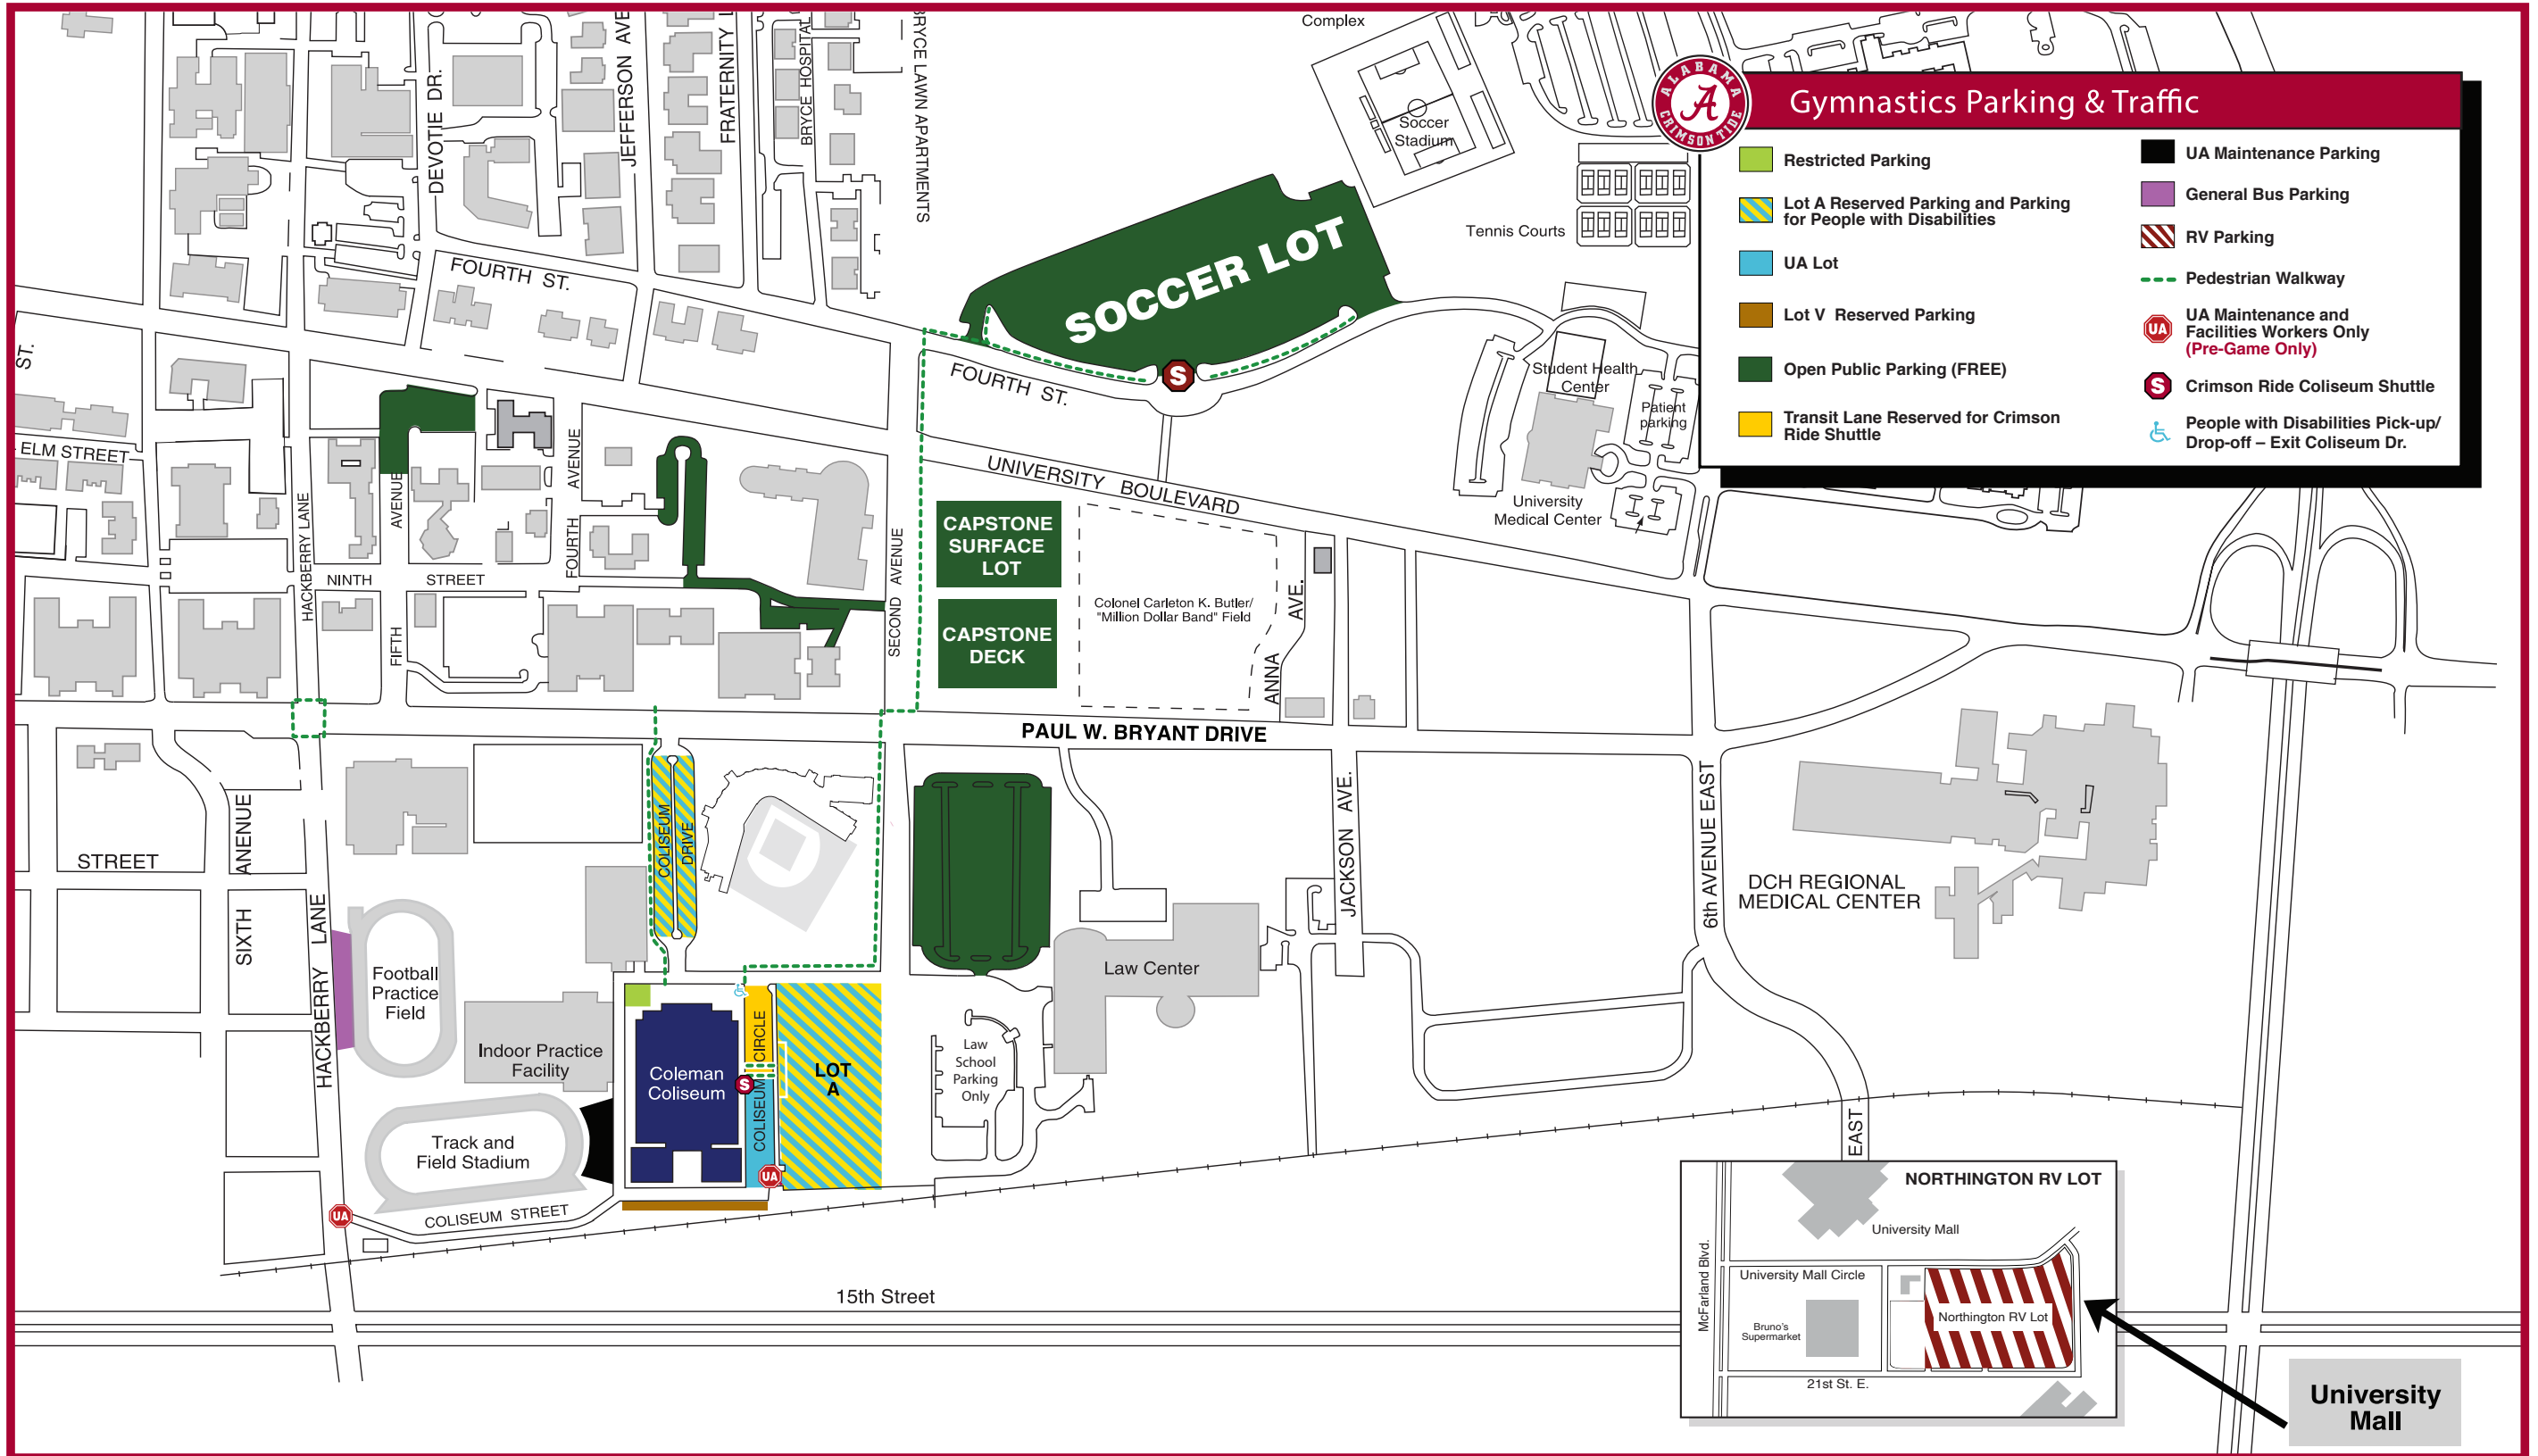 Complex
Soccer
Stadium
Tennis Courts
ALABAMA
A
CRIMSON TIDE
Gymnastics Parking & Traffic
Restricted Parking
Lot A Reserved Parking and Parking
for People with Disabilities
UA Lot
Lot V Reserved Parking
Open Public Parking (FREE)
Transit Lane Reserved for Crimson
Ride Shuttle
UA Maintenance Parking
General Bus Parking
RV Parking
Pedestrian Walkway
UA
UA Maintenance and
Facilities Workers Only
(Pre-Game Only)
S
Crimson Ride Coliseum Shuttle
People with Disabilities Pick-up/
Drop-off – Exit Coliseum Dr.
DEVOTIE DR.
JEFFERSON AVE
FRATERNITY
BRYCE HOSPITAL
BRYCE LAWN APARTMENTS
FOURTH ST.
SOCCER LOT
S
FOURTH ST.
ST.
ELM STREET
HACKBERRY LANE
AVENUE
FIFTH
AVENUE
FOURTH
NINTH
STREET
SECOND AVENUE
UNIVERSITY BOULEVARD
CAPSTONE
SURFACE
LOT
CAPSTONE
DECK
Colonel Carleton K. Butler/
"Million Dollar Band" Field
ANNA
AVE.
Student Health
Center
Patient
parking
University
Medical Center
PAUL W. BRYANT DRIVE
STREET
SIXTH
ANENUE
HACKBERRY LANE
COLISEUM
DRIVE
JACKSON AVE.
6th AVENUE EAST
DCH REGIONAL
MEDICAL CENTER
Football
Practice
Field
Indoor Practice
Facility
Track and
Field Stadium
Coleman
Coliseum
S
COLISEUM
CIRCLE
LOT
A
UA
Law Center
Law
School
Parking
Only
EAST
UA
COLISEUM STREET
15th Street
NORTHINGTON RV LOT
University Mall
McFarland Blvd.
University Mall Circle
Bruno's
Supermarket
Northington RV Lot
21st St. E.
University
Mall